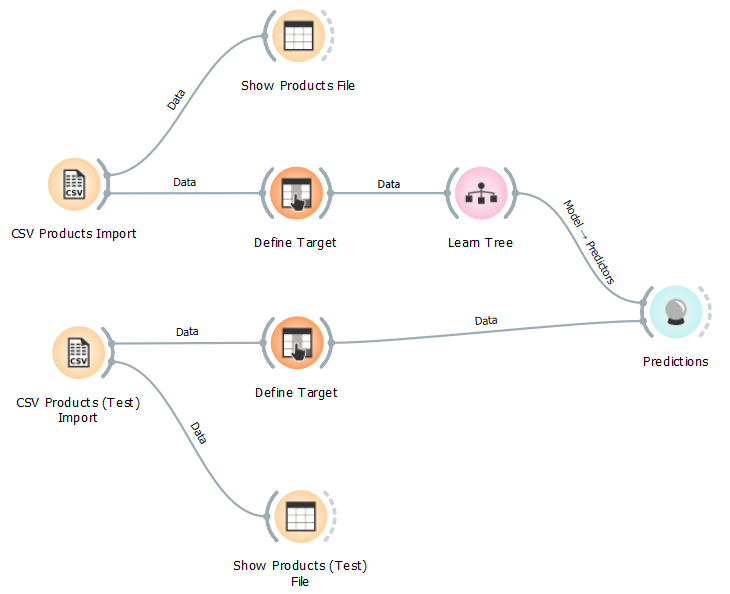 Show Products File
Data
CSV
CSV Products Import
Data
Define Target
Data
Learn Tree
Model → Predictors
Predictions
CSV
CSV Products (Test)
Import
Data
Define Target
Data
Data
Show Products (Test)
File